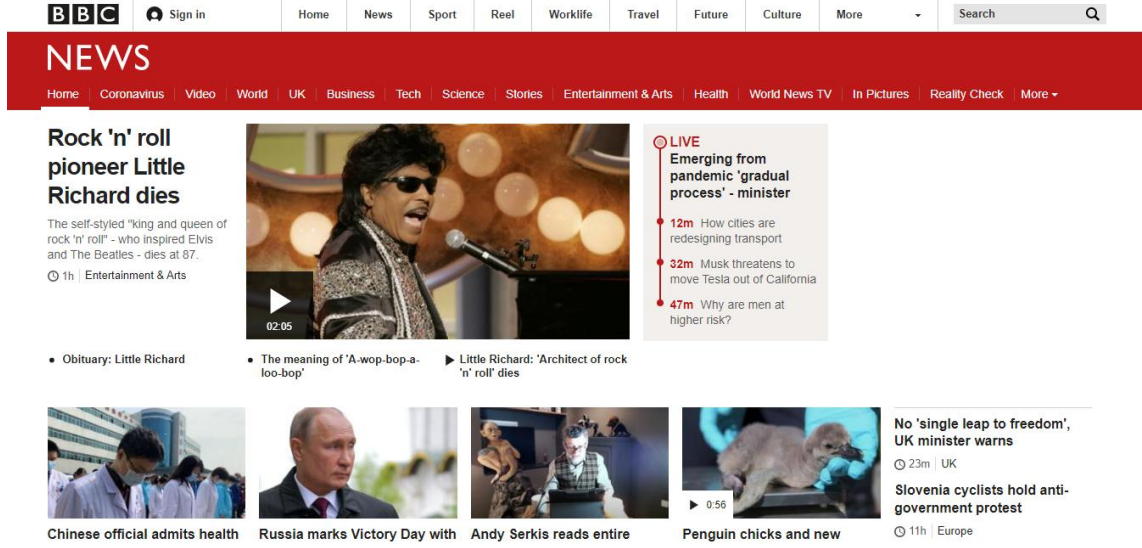 BBC
Sign in
Home
News
Sport
Reel
Worklife
Travel
Future
Culture
More
Search
NEWS
Home
Coronavirus
Video
World
UK
Business
Tech
Science
Stories
Entertainment & Arts
Health
World News TV
In Pictures
Reality Check
More
Rock 'n' roll
pioneer Little
Richard dies
The self-styled "king and queen of
rock 'n' roll" - who inspired Elvis
and The Beatles - dies at 87.
1h
Entertainment & Arts
02:05
LIVE
Emerging from
pandemic 'gradual
process' - minister
12m How cities are
redesigning transport
32m Musk threatens to
move Tesla out of California
47m Why are men at
higher risk?
Obituary: Little Richard
The meaning of 'A-wop-bop-a-
loo-bop'
Little Richard: 'Architect of rock
'n' roll' dies
Chinese official admits health
Russia marks Victory Day with
Andy Serkis reads entire
0:56
Penguin chicks and new
No 'single leap to freedom',
UK minister warns
23m
UK
Slovenia cyclists hold anti-
government protest
11h
Europe